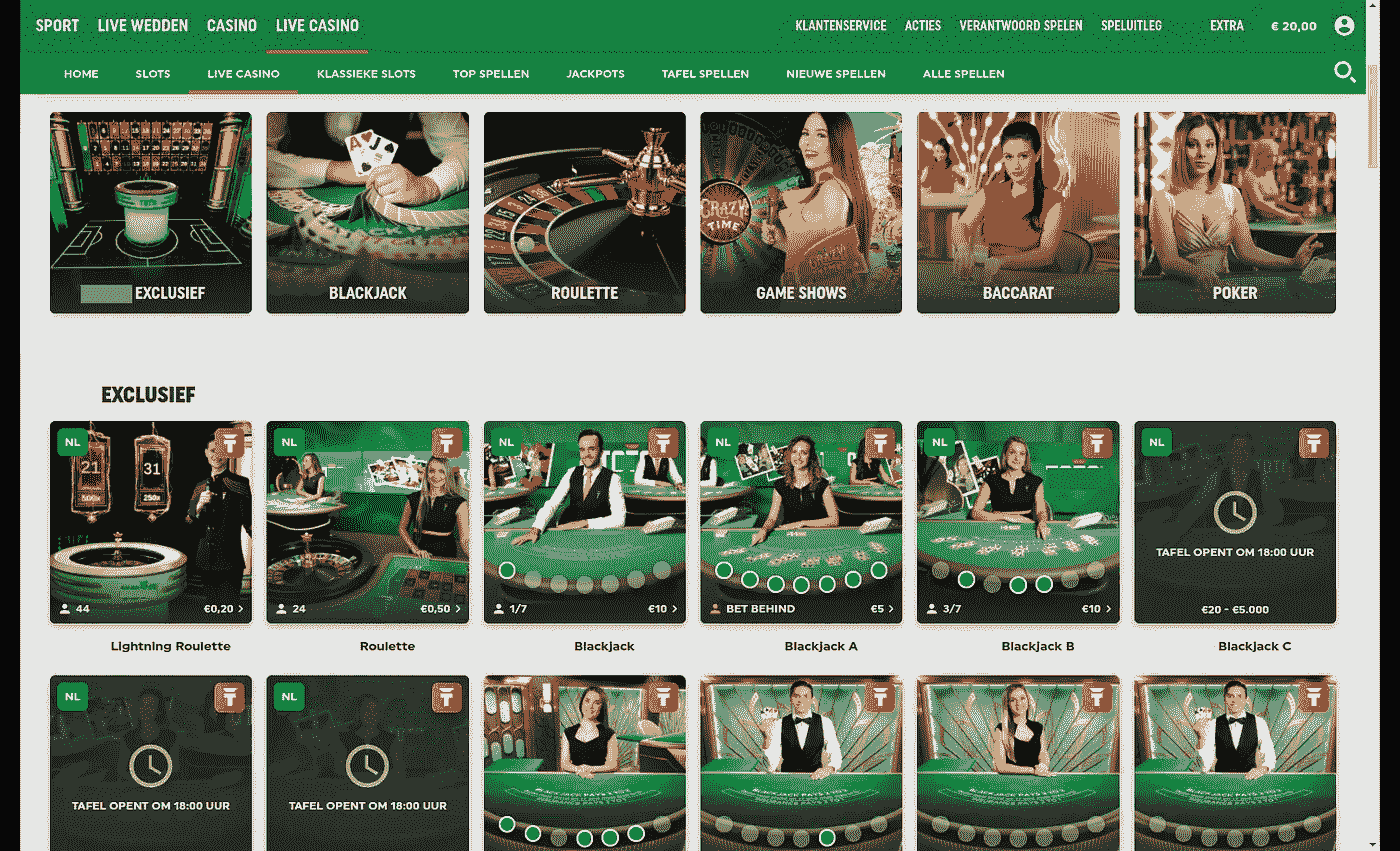 SPORT LIVE WEDDEN CASINO LIVE CASINO KLANTENSERVICE ACTIES VERANTWOORD SPELEN SPELUITLEG EXTRA € 20,00
HOME SLOTS LIVE CASINO KLASSIEKE SLOTS TOP SPELLEN JACKPOTS TAFEL SPELLEN NIEUWE SPELLEN ALLE SPELLEN
CRAZY
TIME
EXCLUSIEF BLACKJACK ROULETTE GAME SHOWS BACCARAT POKER
EXCLUSIEF
NL NL NL NL NL NL
21 31
500x 250x
TAFEL OPENT OM 18:00 UUR
44 €0,20 24 €0,50 1/7 €10 BET BEHIND €5 3/7 €10 €20 - €5.000
Lightning Roulette Roulette Blackjack Blackjack A Blackjack B Blackjack C
NL NL
TAFEL OPENT OM 18:00 UUR TAFEL OPENT OM 18:00 UUR